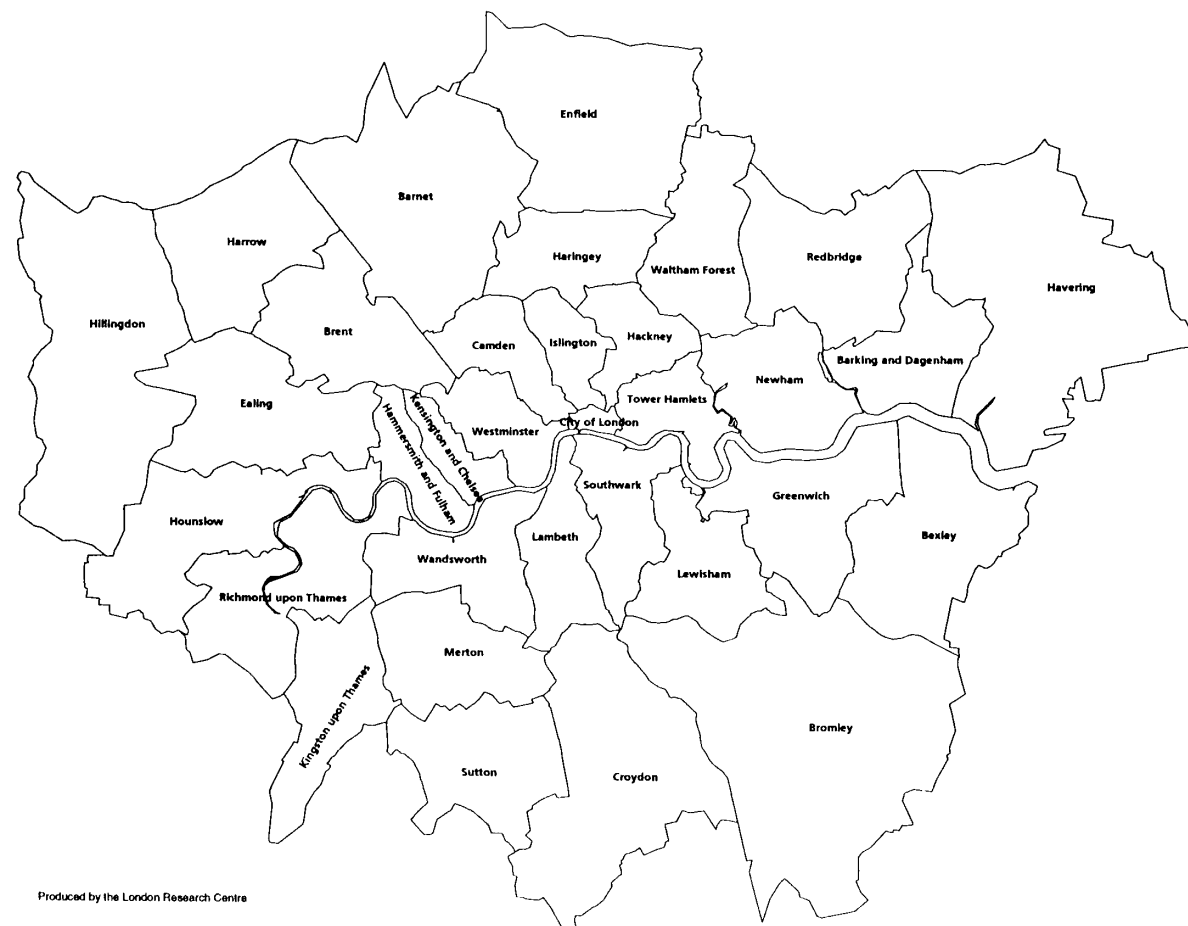 Enfield
Barnet
Harrow
Haringey
Waltham Forest
Redbridge
Havering
Hillingdon
Brent
Camden
Islington
Hackney
Barking and Dagenham
Newham
Ealing
Tower Hamlets
Kensington and Chelsea
Hammersmith and Fulham
Westminster
City of London
Southwark
Greenwich
Hounslow
Bexley
Lambeth
Wandsworth
Lewisham
Richmond upon Thames
Merton
Kingston upon Thames
Bromley
Sutton
Croydon
Produced by the London Research Centre